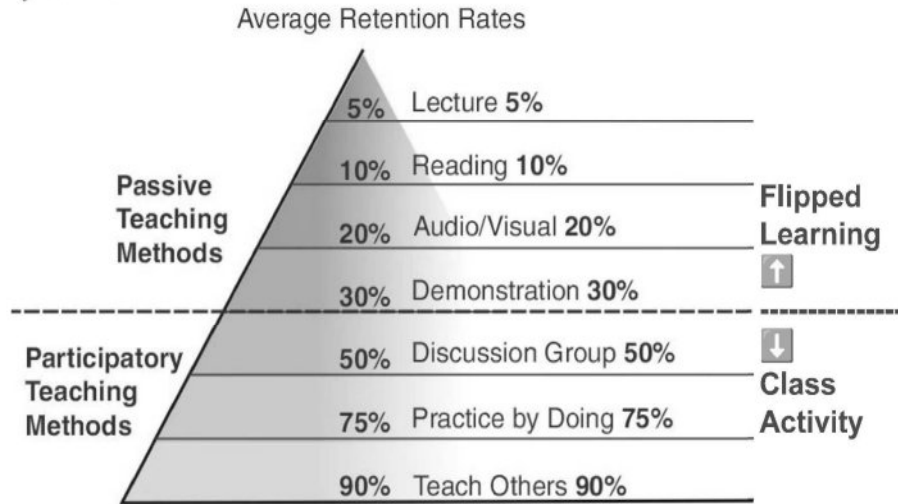 Average Retention Rates
5% Lecture 5%
10% Reading 10%
20% Audio/Visual 20%
30% Demonstration 30%
50% Discussion Group 50%
75% Practice by Doing 75%
90% Teach Others 90%
Passive
Teaching
Methods
Participatory
Teaching
Methods
Flipped
Learning
↑
↓
Class
Activity